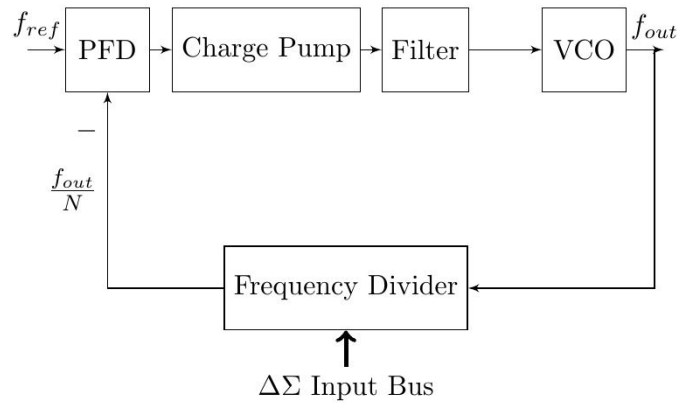 f_ref
PFD
Charge Pump
Filter
VCO
f_out
−
f_out
N
Frequency Divider
ΔΣ Input Bus